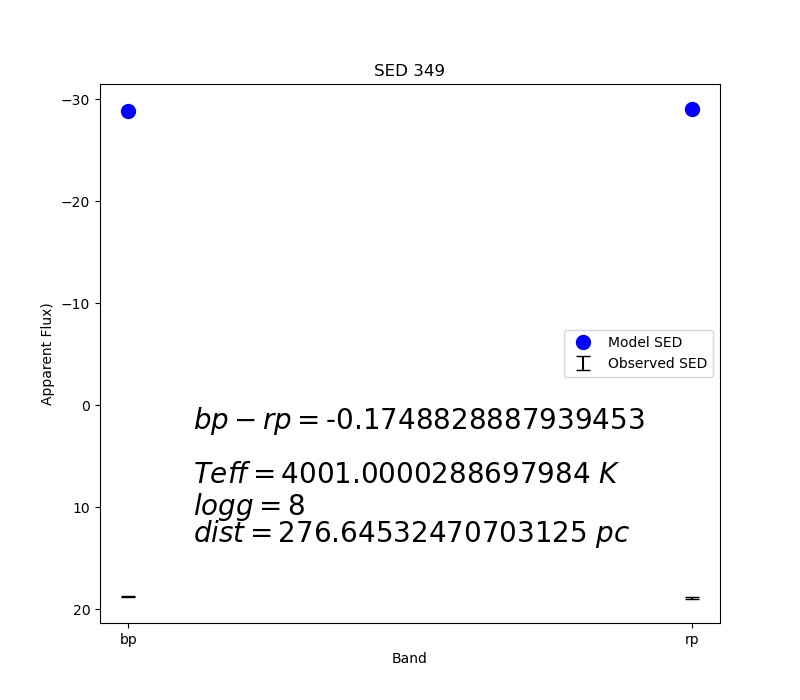 SED 349
Apparent Flux)
−30
−20
−10
0
10
20
Model SED
Observed SED
bp − rp = -0.1748828887939453
Teff = 4001.0000288697984 K
logg = 8
dist = 276.64532470703125 pc
bp
rp
Band